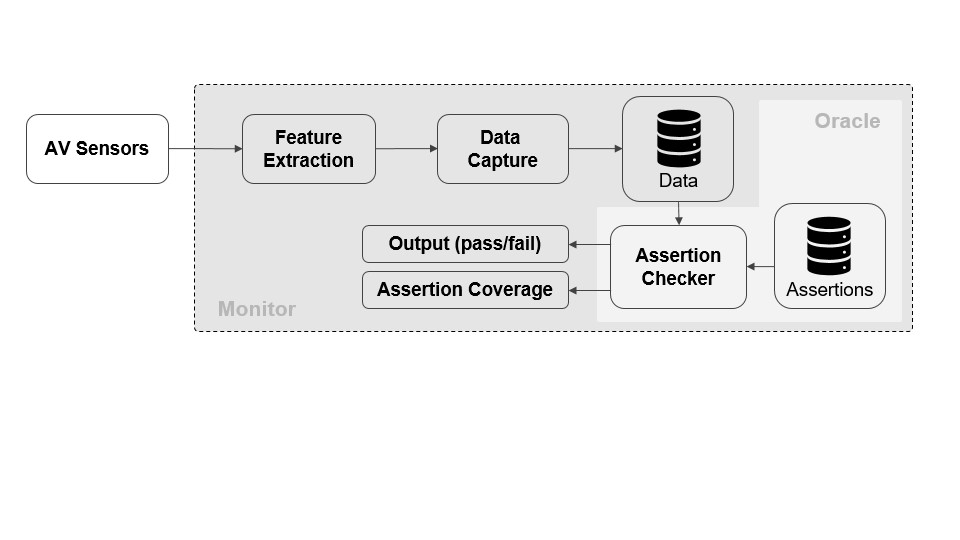 AV Sensors
Feature
Extraction
Data
Capture
Data
Oracle
Output (pass/fail)
Assertion Coverage
Assertion
Checker
Assertions
Monitor